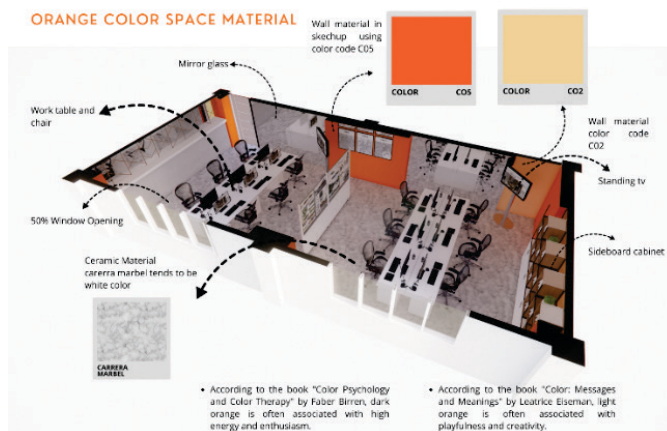 ORANGE COLOR SPACE MATERIAL
Wall material in
skechup using
color code C05
COLOR C05
COLOR C02
Mirror glass
Work table and
chair
Wall material
color code
C02
Standing tv
50% Window Opening
Sideboard cabinet
Ceramic Material
carerra marbel tends to be
white color
CARRERA
MARBEL
• According to the book "Color Psychology
and Color Therapy" by Faber Birren, dark
orange is often associated with high
energy and enthusiasm.
• According to the book "Color: Messages
and Meanings" by Leatrice Eiseman, light
orange is often associated with
playfulness and creativity.